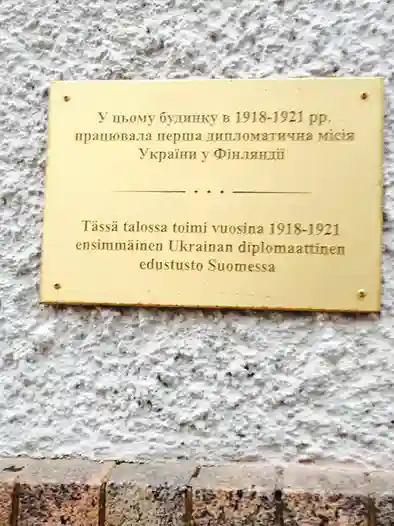 У цьому будинку в 1918-1921 рр.
працювала перша дипломатична місія
України у Фінляндії
Tässä talossa toimi vuosina 1918-1921
ensimmäinen Ukrainan diplomaattinen
edustusto Suomessa